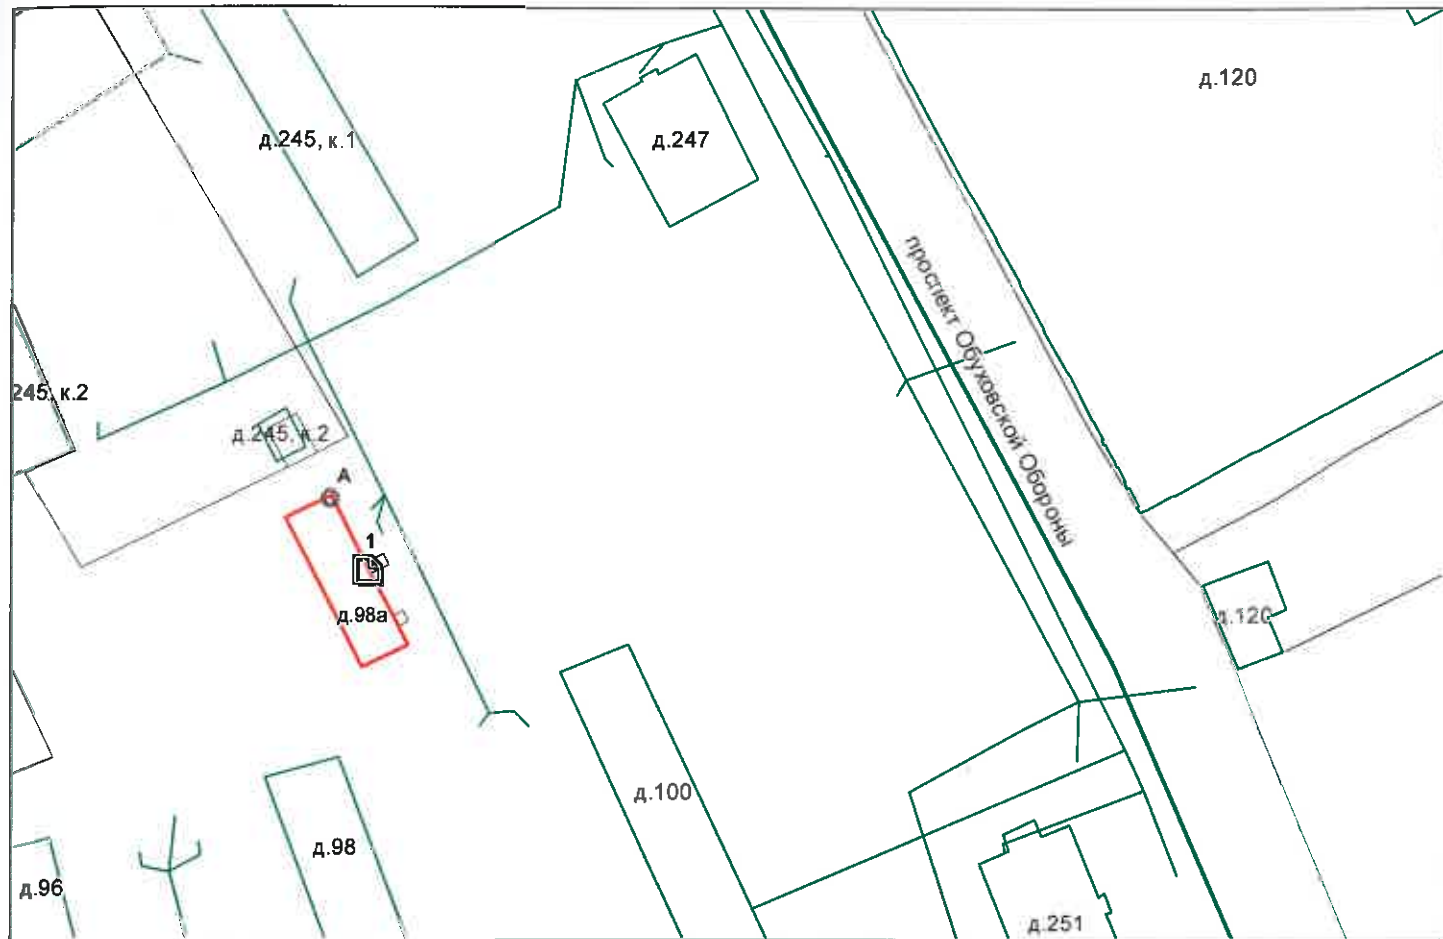 д.120
д.245, к.1
д.247
проспект Обуховской Обороны
245, к.2
д.245, к.2
А
1
д.98а
д.120
д.100
д.98
д.96
д.251